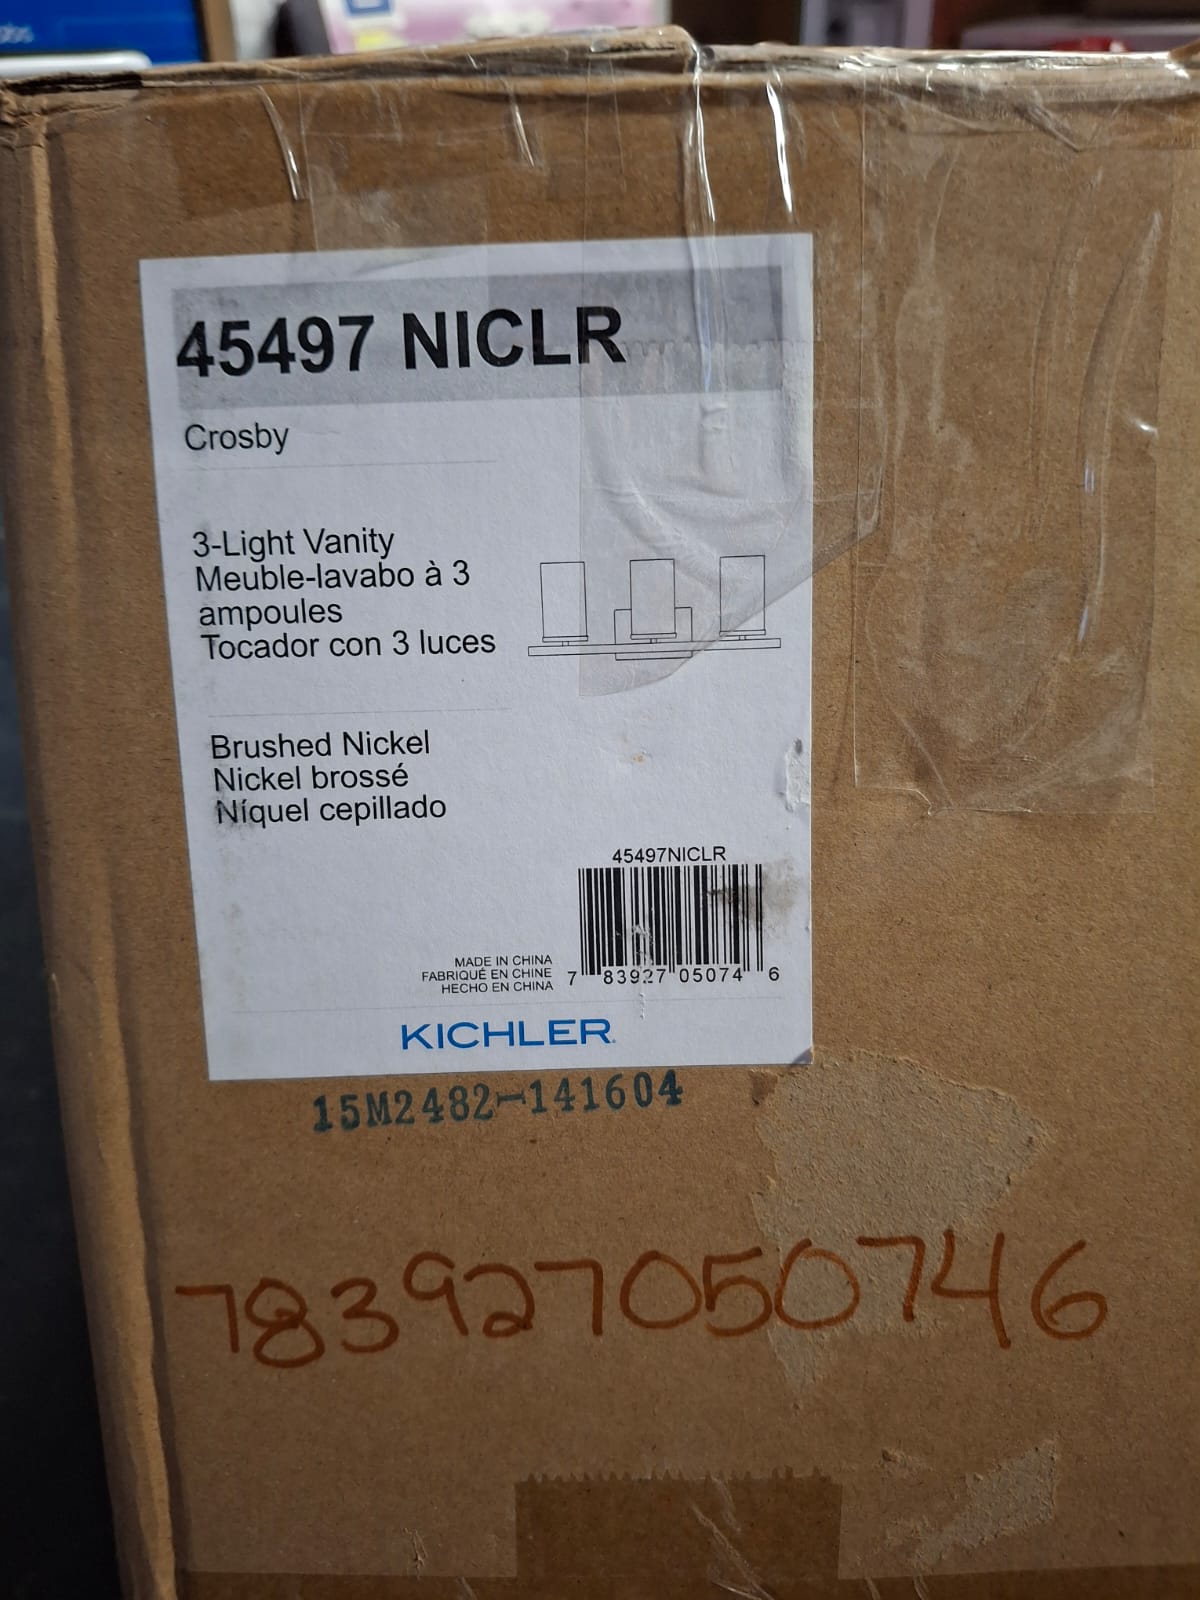 45497 NICLR
Crosby
3-Light Vanity
Meuble-lavabo à 3
ampoules
Tocador con 3 luces
Brushed Nickel
Nickel brossé
Níquel cepillado
45497NICLR
MADE IN CHINA
FABRIQUÉ EN CHINE
HECHO EN CHINA
7 83927 05074 6
KICHLER
15M2482-141604
783927050746